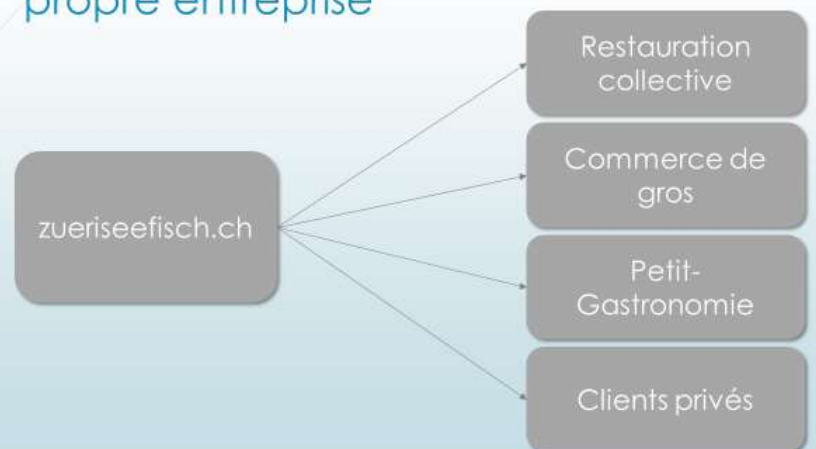 propre entreprise
Restauration
collective
Commerce de
gros
zueriseefisch.ch
Petit-
Gastronomie
Clients privés